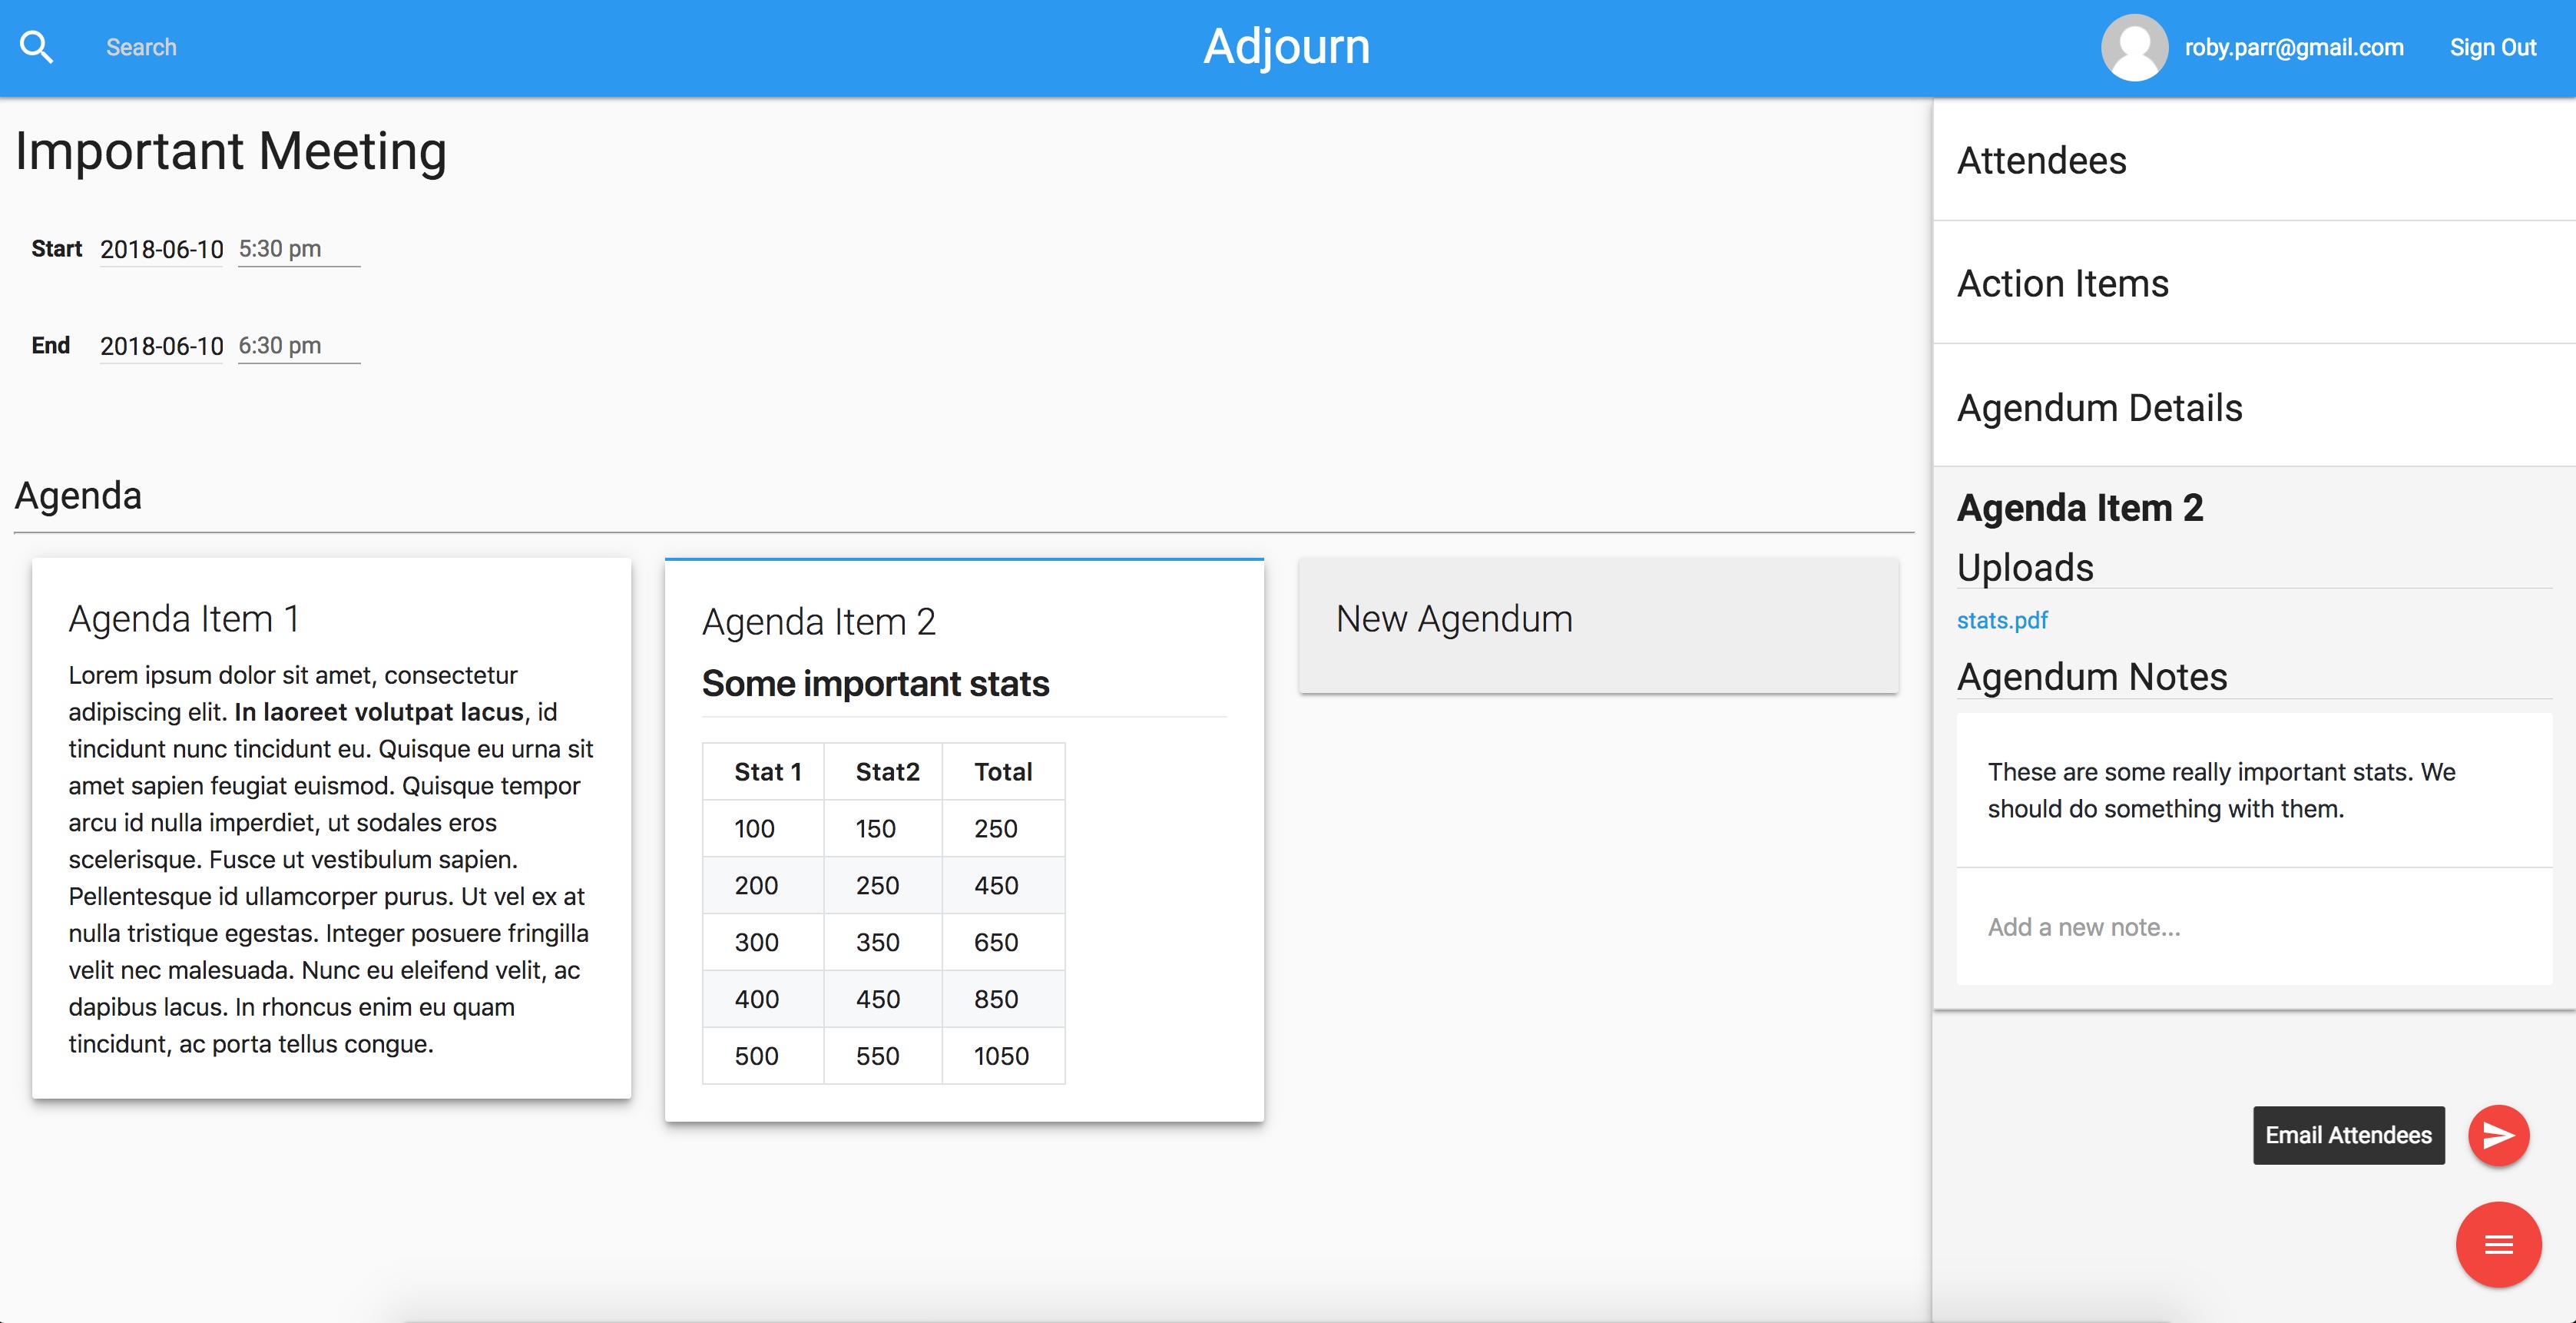 Search
Adjourn
roby.parr@gmail.com
Sign Out
Important Meeting
Start 2018-06-10 5:30 pm
End 2018-06-10 6:30 pm
Agenda
Agenda Item 1
Lorem ipsum dolor sit amet, consectetur
adipiscing elit. In laoreet volutpat lacus, id
tincidunt nunc tincidunt eu. Quisque eu urna sit
amet sapien feugiat euismod. Quisque tempor
arcu id nulla imperdiet, ut sodales eros
scelerisque. Fusce ut vestibulum sapien.
Pellentesque id ullamcorper purus. Ut vel ex at
nulla tristique egestas. Integer posuere fringilla
velit nec malesuada. Nunc eu eleifend velit, ac
dapibus lacus. In rhoncus enim eu quam
tincidunt, ac porta tellus congue.
Agenda Item 2
Some important stats
Stat 1 Stat2 Total
100 150 250
200 250 450
300 350 650
400 450 850
500 550 1050
New Agendum
Attendees
Action Items
Agendum Details
Agenda Item 2
Uploads
stats.pdf
Agendum Notes
These are some really important stats. We
should do something with them.
Add a new note...
Email Attendees